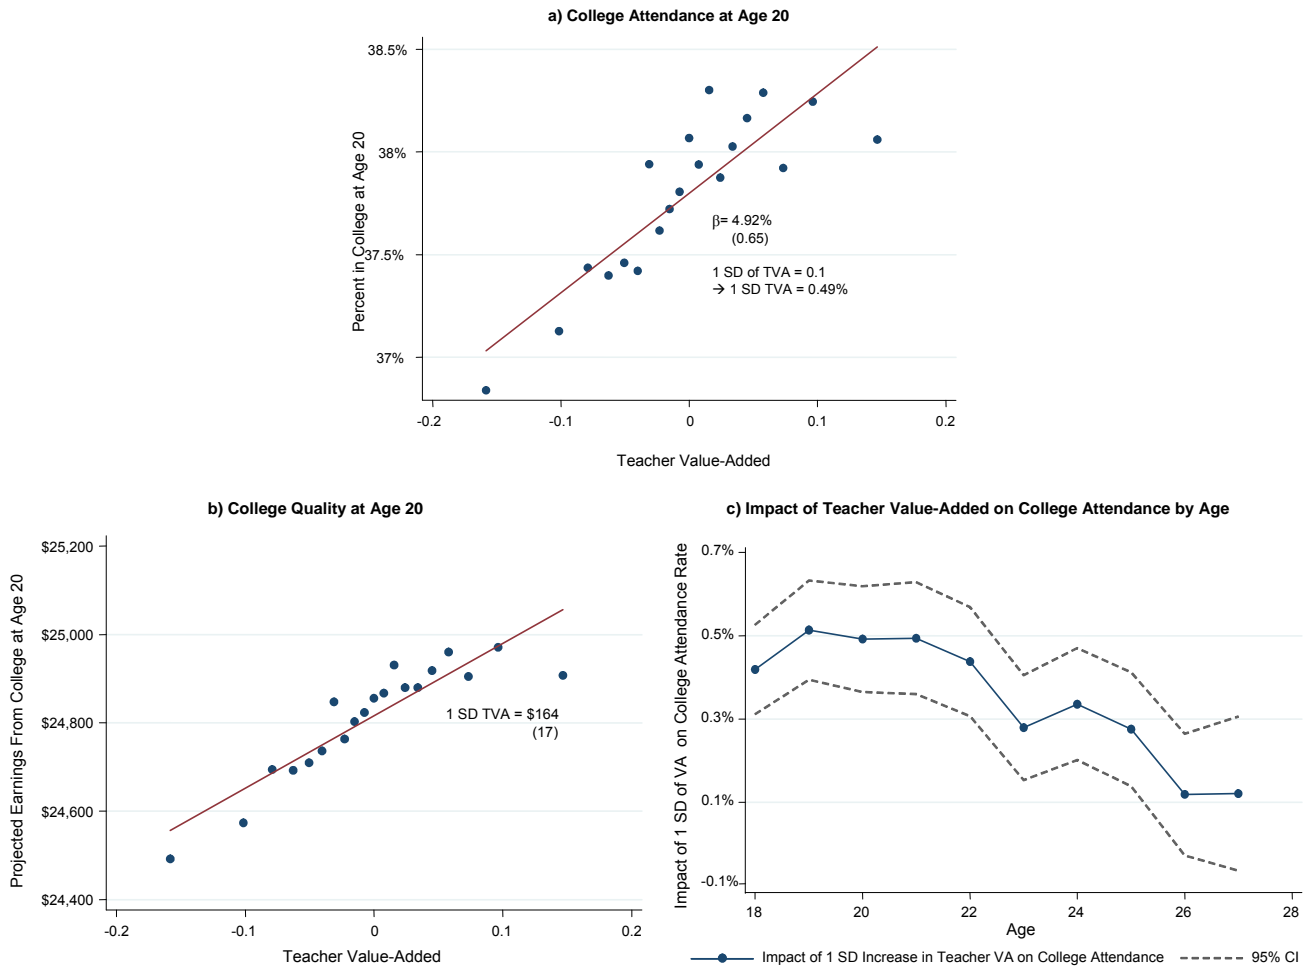 a) College Attendance at Age 20
Percent in College at Age 20
38.5%
38%
37.5%
37%
β= 4.92%
(0.65)
1 SD of TVA = 0.1
→ 1 SD TVA = 0.49%
-0.2
-0.1
0
0.1
0.2
Teacher Value-Added
b) College Quality at Age 20
Projected Earnings From College at Age 20
$25,200
$25,000
$24,800
$24,600
$24,400
1 SD TVA = $164
(17)
-0.2
-0.1
0
0.1
0.2
Teacher Value-Added
c) Impact of Teacher Value-Added on College Attendance by Age
Impact of 1 SD of VA on College Attendance Rate
0.7%
0.5%
0.3%
0.1%
-0.1%
18
20
22
24
26
28
Age
Impact of 1 SD Increase in Teacher VA on College Attendance
95% CI